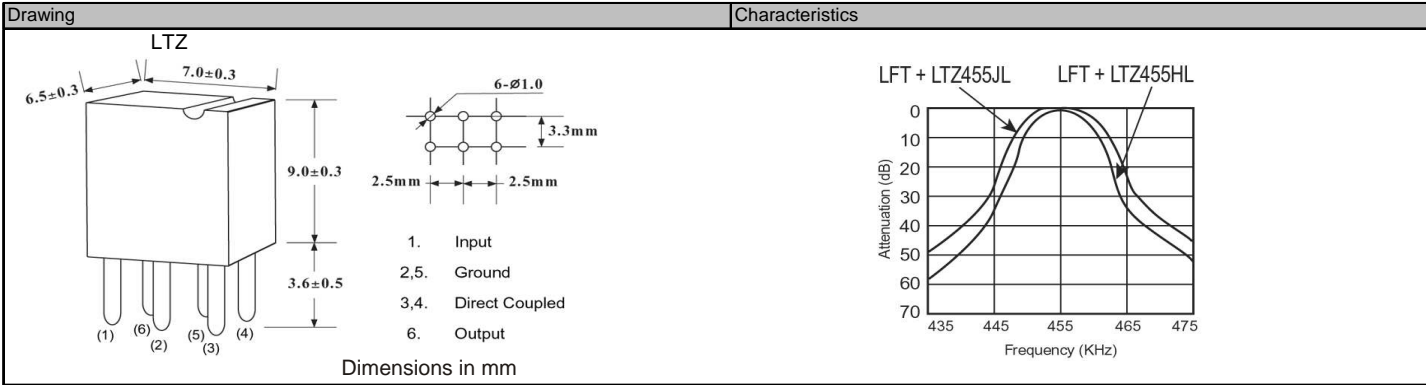 Drawing
Characteristics
LTZ
7.0±0.3
6.5±0.3
9.0±0.3
3.6±0.5
(1)
(6)
(2)
(5)
(3)
(4)
6-Ø1.0
3.3mm
2.5mm
2.5mm
1. Input
2,5. Ground
3,4. Direct Coupled
6. Output
Dimensions in mm
LFT + LTZ455JL
LFT + LTZ455HL
Attenuation (dB)
0
10
20
30
40
50
60
70
435 445 455 465 475
Frequency (KHz)